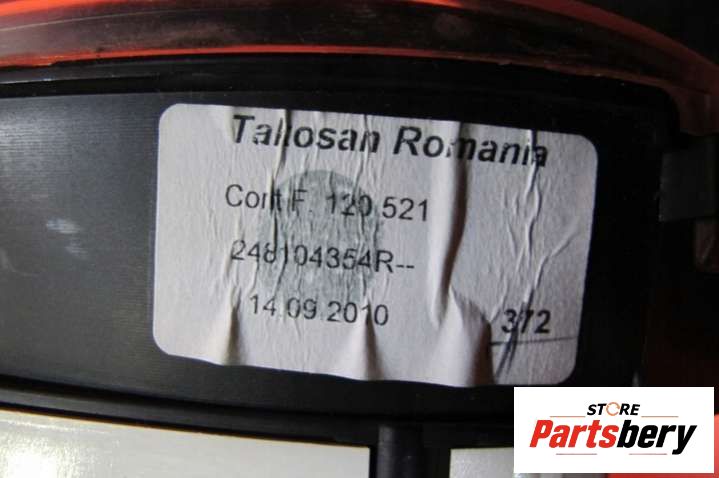 Tallosan Romania
Cont F. 120.521
248104354R--
14.09.2010
372
STORE
Partsbery